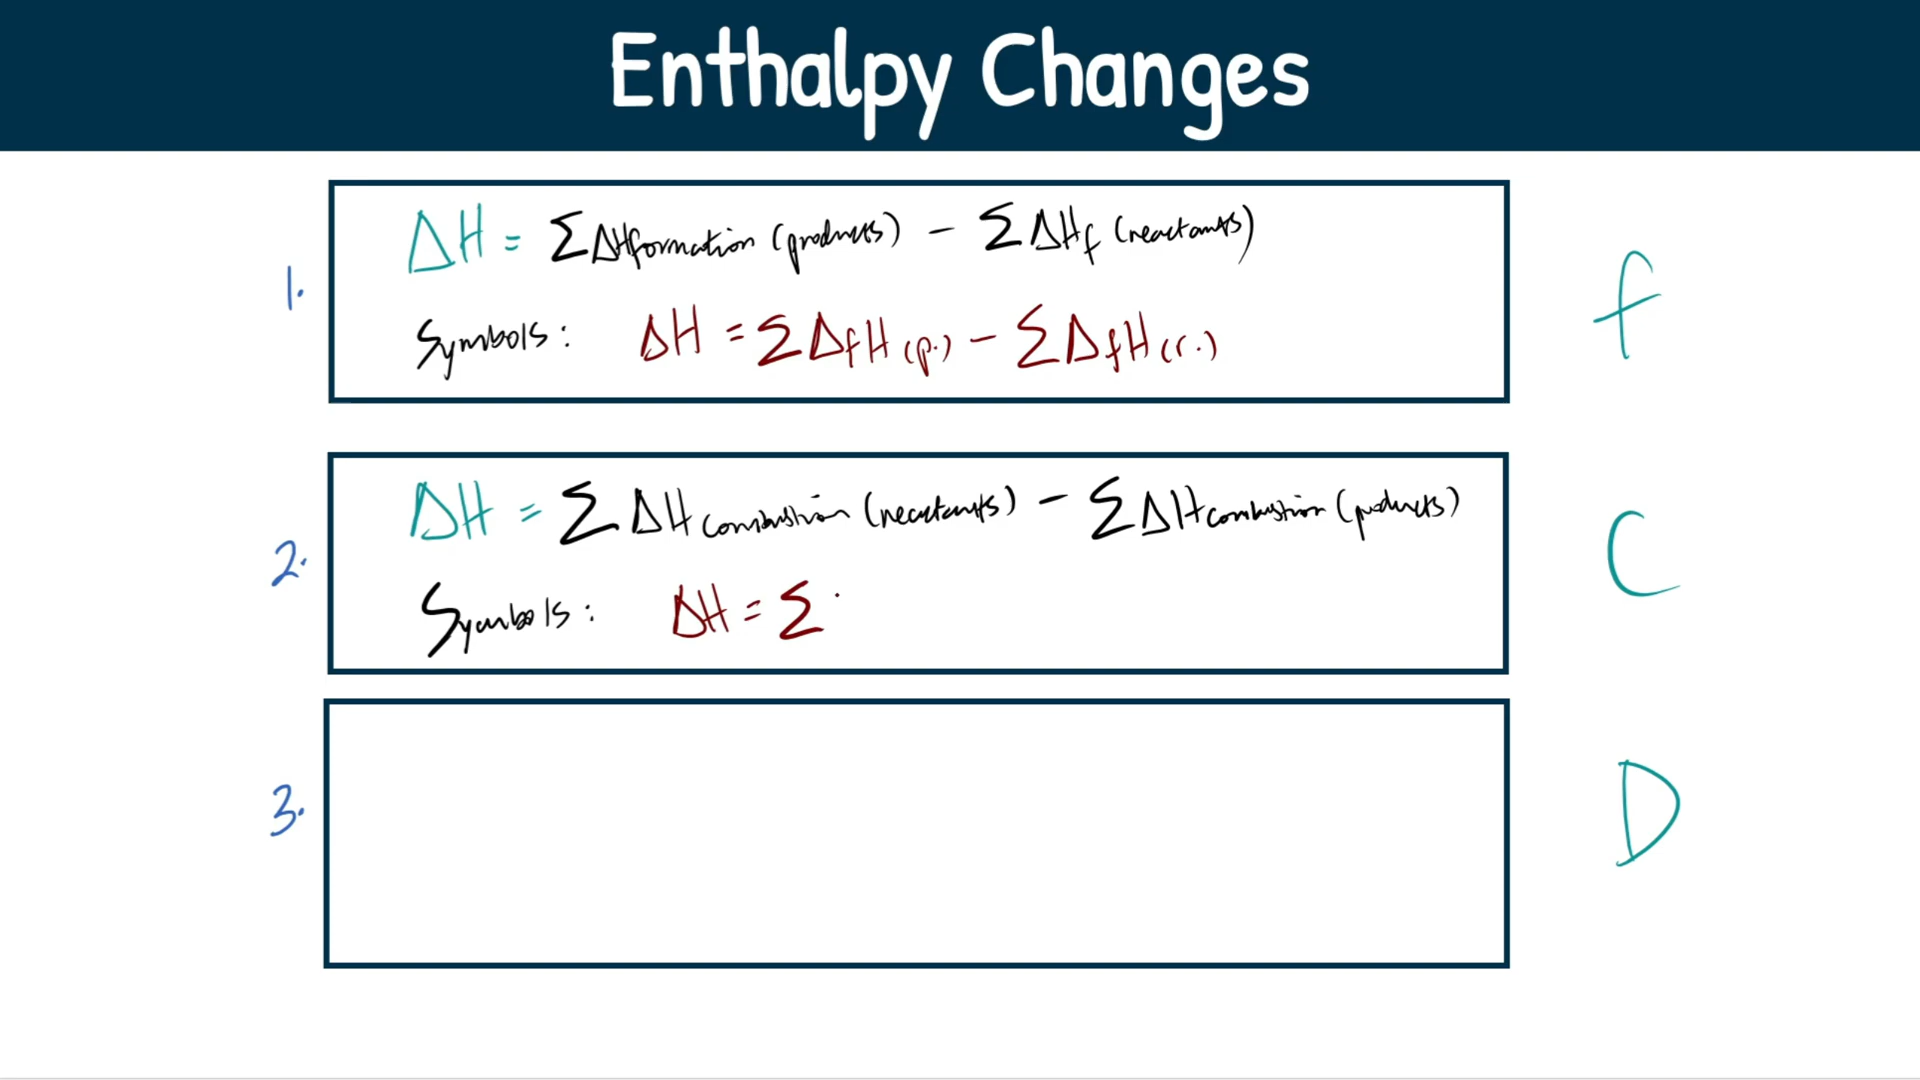 Enthalpy Changes
1.
ΔH = ΣΔHformation (products) − ΣΔHf (reactants)
Symbols: ΔH = ΣΔfH (p.) − ΣΔfH (r.)
f
2.
ΔH = ΣΔHcombustion (reactants) − ΣΔHcombustion (products)
Symbols: ΔH = Σ
C
3.
D